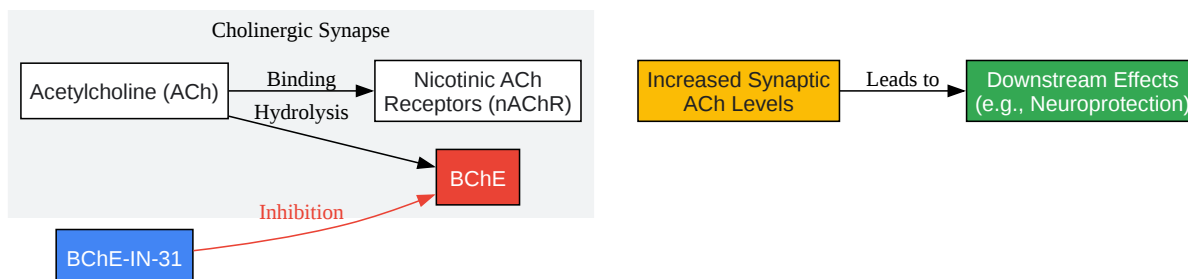 Cholinergic Synapse
Acetylcholine (ACh)
Binding
Nicotinic ACh
Receptors (nAChR)
Hydrolysis
BChE
Inhibition
BChE-IN-31
Increased Synaptic
ACh Levels
Leads to
Downstream Effects
(e.g., Neuroprotection)